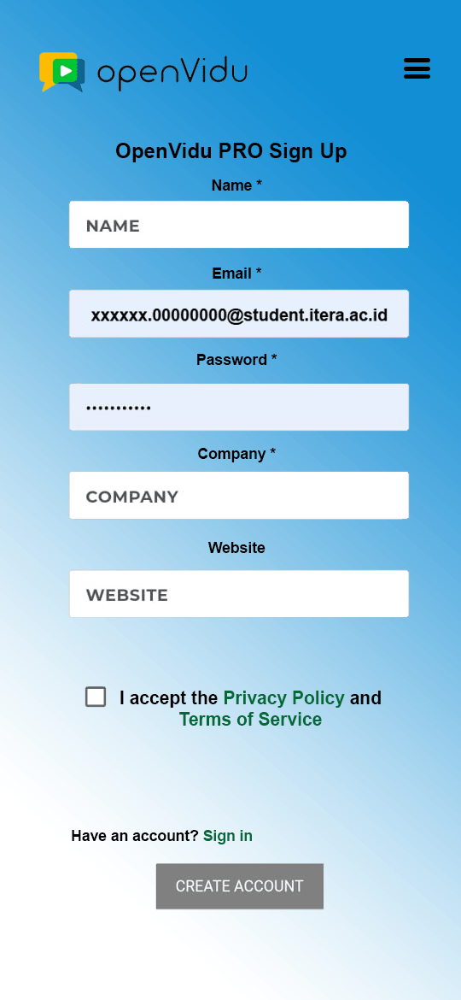 openVidu
OpenVidu PRO Sign Up
Name *
NAME
Email *
xxxxxx.00000000@student.itera.ac.id
Password *
•••••••••••
Company *
COMPANY
Website
WEBSITE
I accept the Privacy Policy and
Terms of Service
Have an account? Sign in
CREATE ACCOUNT